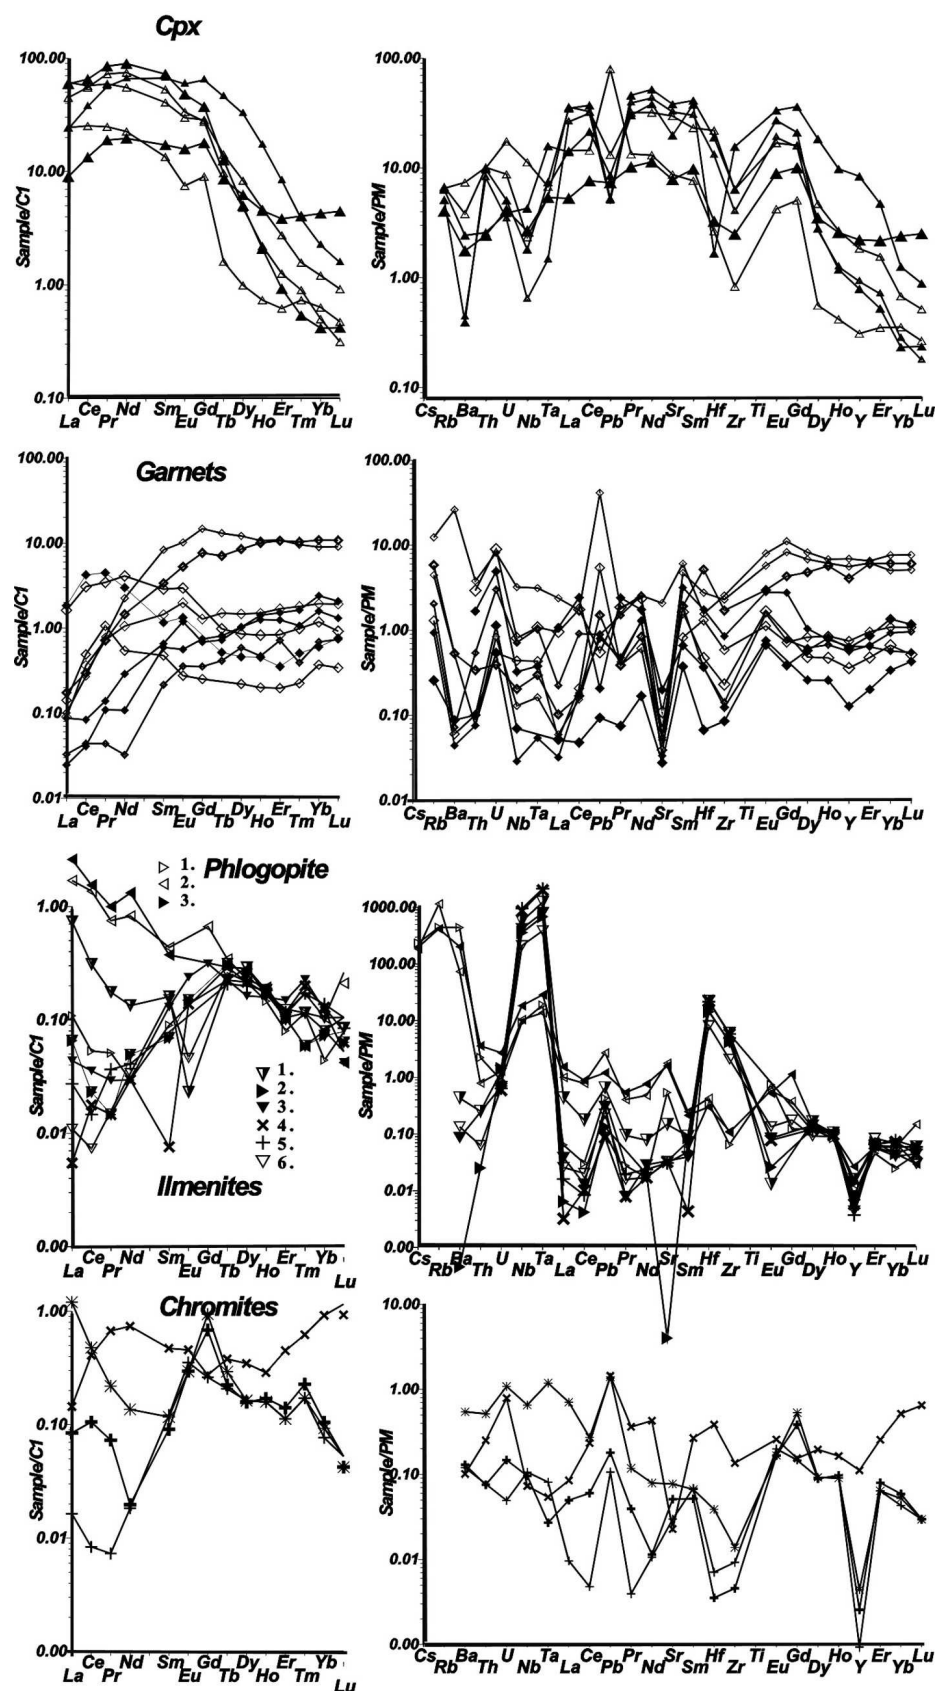 Cpx
100.00
10.00
1.00
0.10
Sample/C1
La Ce Pr Nd Sm Eu Gd Tb Dy Ho Er Tm Yb Lu
100.00
10.00
1.00
0.10
Sample/PM
Cs Rb Ba Th U Nb Ta La Ce Pb Pr Nd Sr Sm Hf Zr Ti Eu Gd Dy Ho Y Er Yb Lu
Garnets
100.00
10.00
1.00
0.10
0.01
Sample/C1
La Ce Pr Nd Sm Eu Gd Tb Dy Ho Er Tm Yb Lu
100.00
10.00
1.00
0.10
0.01
Sample/PM
Cs Rb Ba Th U Nb Ta La Ce Pb Pr Nd Sr Sm Hf Zr Ti Eu Gd Dy Ho Y Er Yb Lu
Phlogopite
1.
2.
3.
1.00
0.10
0.01
0.00
Sample/C1
1.
2.
3.
4.
5.
6.
Ilmenites
La Ce Pr Nd Sm Eu Gd Tb Dy Ho Er Tm Yb Lu
1000.00
100.00
10.00
1.00
0.10
0.01
0.00
Sample/PM
Cs Rb Ba Th U Nb Ta La Ce Pb Pr Nd Sr Sm Hf Zr Ti Eu Gd Dy Ho Y Er Yb Lu
Chromites
1.00
0.10
0.01
0.00
Sample/C1
La Ce Pr Nd Sm Eu Gd Tb Dy Ho Er Tm Yb Lu
10.00
1.00
0.10
0.01
0.00
Sample/PM
Cs Rb Ba Th U Nb Ta La Ce Pb Pr Nd Sr Sm Hf Zr Ti Eu Gd Dy Ho Y Er Yb Lu